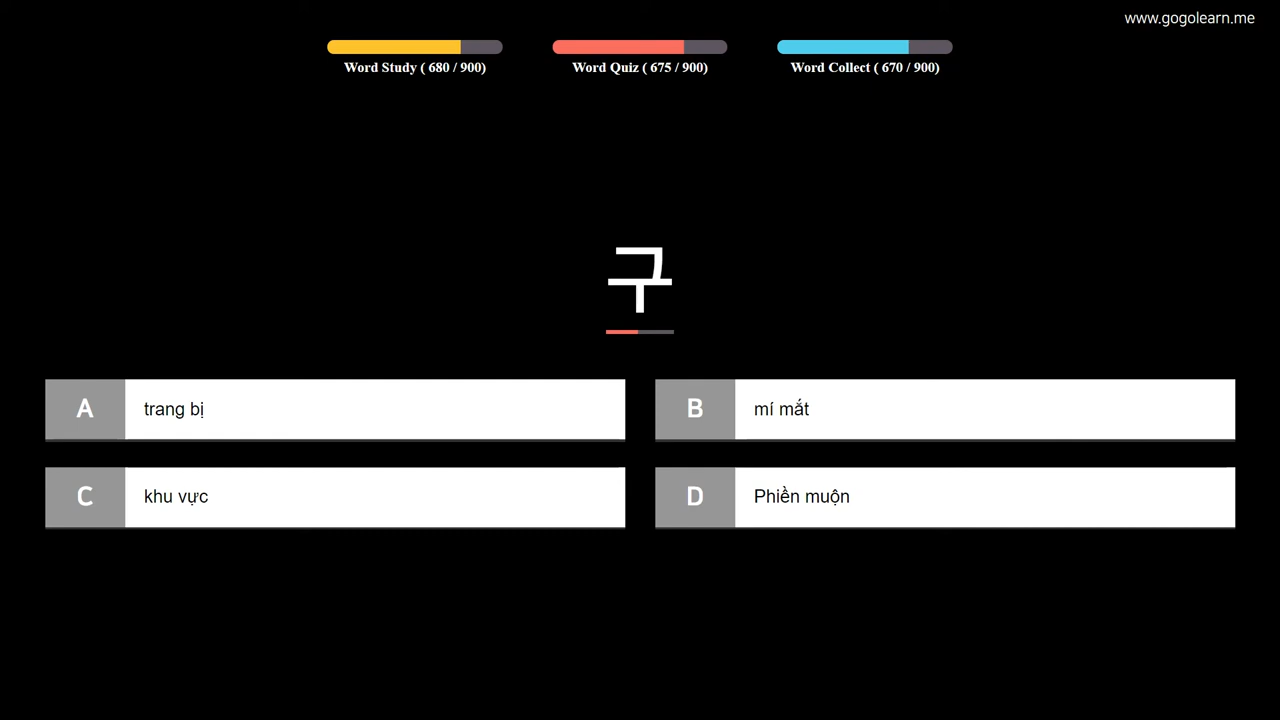 www.gogolearn.me
Word Study ( 680 / 900)
Word Quiz ( 675 / 900)
Word Collect ( 670 / 900)
구
A trang bị
B mí mắt
C khu vực
D Phiền muộn